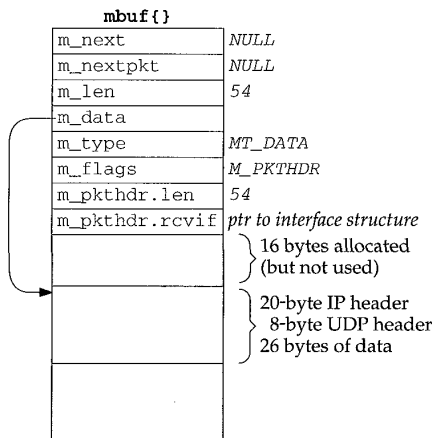 mbuf{}
m_next NULL
m_nextpkt NULL
m_len 54
m_data
m_type MT_DATA
m_flags M_PKTHDR
m_pkthdr.len 54
m_pkthdr.rcvif ptr to interface structure
16 bytes allocated
(but not used)
20-byte IP header
8-byte UDP header
26 bytes of data